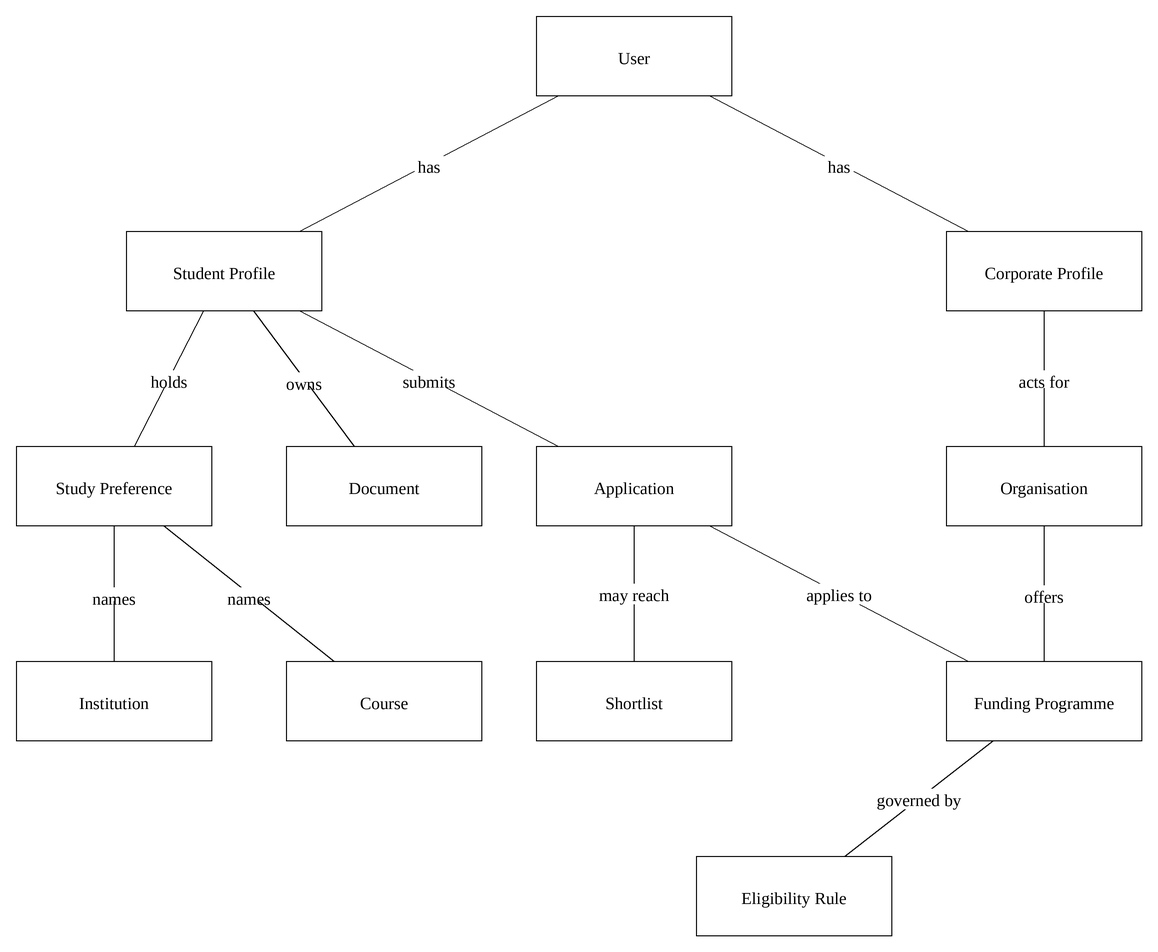 User
has
has
Student Profile
Corporate Profile
holds
owns
submits
acts for
Study Preference
Document
Application
Organisation
names
names
may reach
applies to
offers
Institution
Course
Shortlist
Funding Programme
governed by
Eligibility Rule